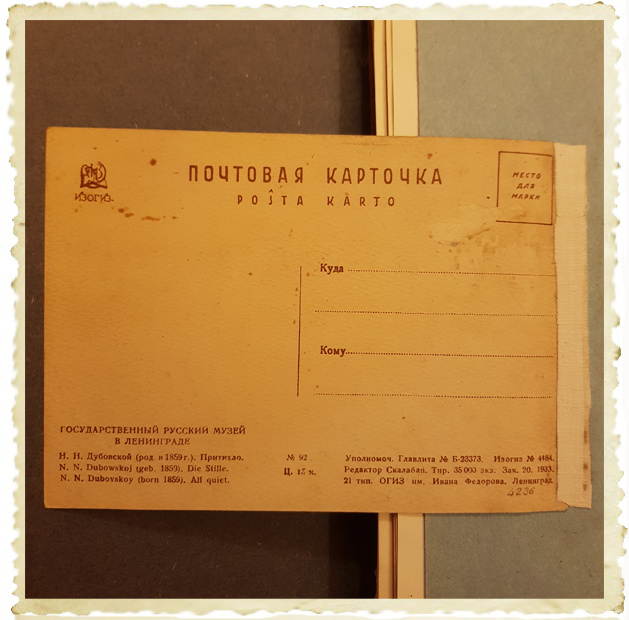 ИЗОГИЗ
ПОЧТОВАЯ КАРТОЧКА
POŜTA KARTO
МЕСТО
ДЛЯ
МАРКИ
Куда
Кому
ГОСУДАРСТВЕННЫЙ РУССКИЙ МУЗЕЙ
В ЛЕНИНГРАДЕ
Н. Н. Дубовской (род. в 1859 г.). Притихло.
N. N. Dubowskoj (geb. 1859). Die Stille.
N. N. Dubovskoy (born 1859). All quiet.
№ 92
Ц. 15 к.
Уполномоч. Главлита № Б-23373. Изогиз № 4484.
Редактор Скалабан. Тир. 35 000 экз. Зак. 20. 1933.
21 тип. ОГИЗ им. Ивана Федорова, Ленинград
4236